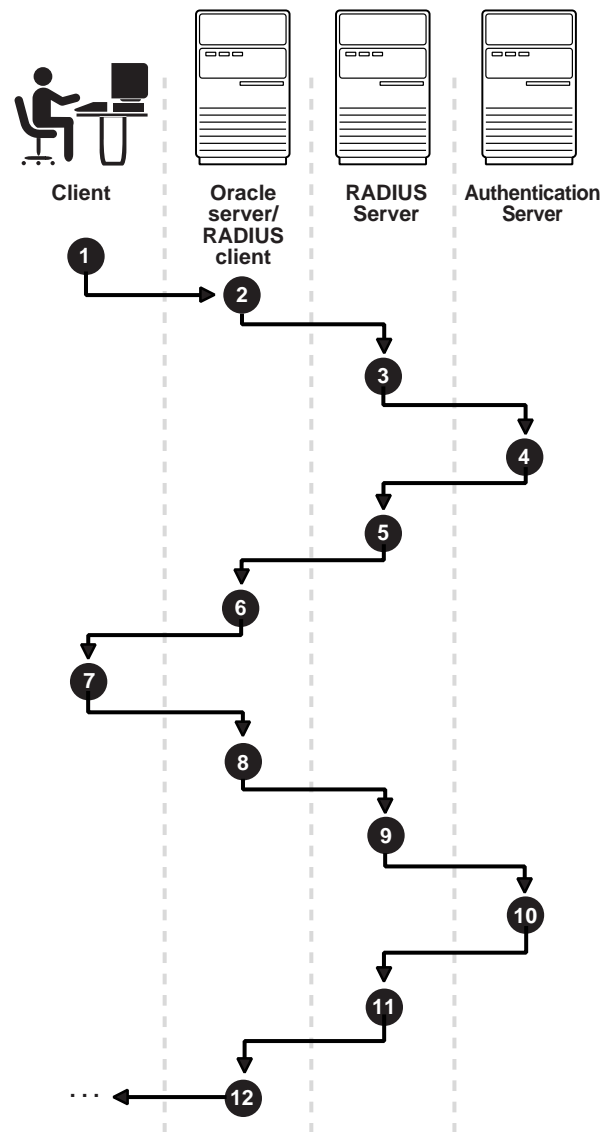 Client
Oracle
server/
RADIUS
client
RADIUS
Server
Authentication
Server
1
2
3
4
5
6
7
8
9
10
11
12
...